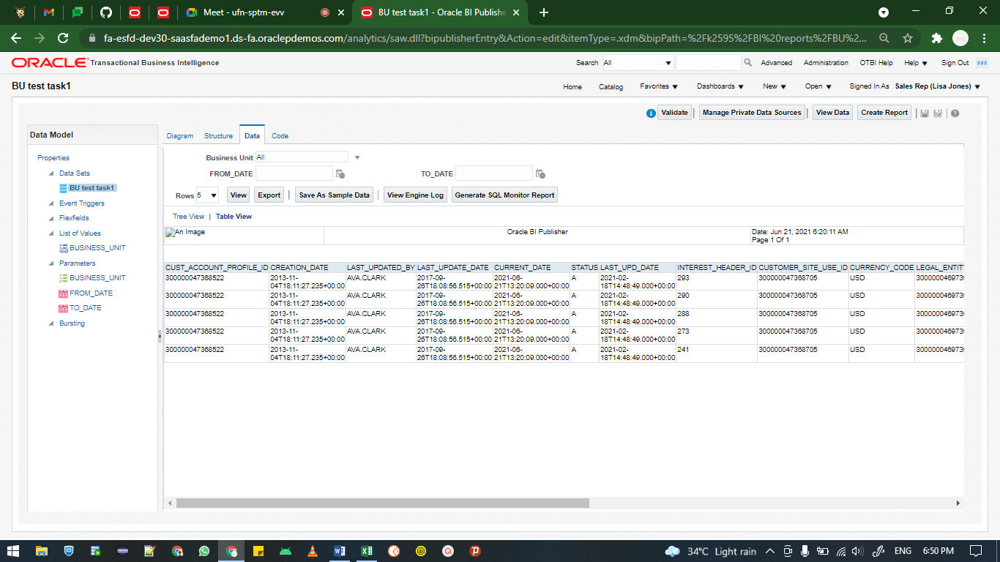 Meet - ufn-sptm-evv
BU test task1 - Oracle BI Publishe
fa-esfd-dev30-saasfademo1.ds-fa.oraclepdemos.com/analytics/saw.dll?bipublisherEntry&Action=edit&itemType=.xdm&bipPath=%2Fk2595%2FBI%20reports%2FBU%2...
ORACLE Transactional Business Intelligence
Search All Advanced Administration OTBI Help Help Sign Out
BU test task1
Home Catalog Favorites Dashboards New Open Signed In As Sales Rep (Lisa Jones)
Validate | Manage Private Data Sources | View Data Create Report
Data Model
Properties
Data Sets
BU test task1
Event Triggers
Flexfields
List of Values
BUSINESS_UNIT
Parameters
BUSINESS_UNIT
FROM_DATE
TO_DATE
Bursting
Diagram Structure Data Code
Business Unit All
FROM_DATE TO_DATE
Rows 5 View Export | Save As Sample Data | View Engine Log Generate SQL Monitor Report
Tree View | Table View
An Image Oracle BI Publisher Date: Jun 21, 2021 6:20:11 AM
Page 1 Of 1
CUST_ACCOUNT_PROFILE_ID CREATION_DATE LAST_UPDATED_BY LAST_UPDATE_DATE CURRENT_DATE STATUS LAST_UPD_DATE INTEREST_HEADER_ID CUSTOMER_SITE_USE_ID CURRENCY_CODE LEGAL_ENTIT
300000047368522 2013-11- AVA.CLARK 2017-09- 2021-06- A 2021-02- 293 300000047368705 USD 3000000469739
04T18:11:27.235+00:00 26T18:08:56.515+00:00 21T13:20:09.000+00:00 18T14:48:49.000+00:00
300000047368522 2013-11- AVA.CLARK 2017-09- 2021-06- A 2021-02- 290 300000047368705 USD 3000000469739
04T18:11:27.235+00:00 26T18:08:56.515+00:00 21T13:20:09.000+00:00 18T14:48:49.000+00:00
300000047368522 2013-11- AVA.CLARK 2017-09- 2021-06- A 2021-02- 288 300000047368705 USD 3000000469739
04T18:11:27.235+00:00 26T18:08:56.515+00:00 21T13:20:09.000+00:00 18T14:48:49.000+00:00
300000047368522 2013-11- AVA.CLARK 2017-09- 2021-06- A 2021-02- 273 300000047368705 USD 3000000469739
04T18:11:27.235+00:00 26T18:08:56.515+00:00 21T13:20:09.000+00:00 18T14:48:49.000+00:00
300000047368522 2013-11- AVA.CLARK 2017-09- 2021-06- A 2021-02- 241 300000047368705 USD 3000000469739
04T18:11:27.235+00:00 26T18:08:56.515+00:00 21T13:20:09.000+00:00 18T14:48:49.000+00:00
34°C Light rain ENG 6:50 PM